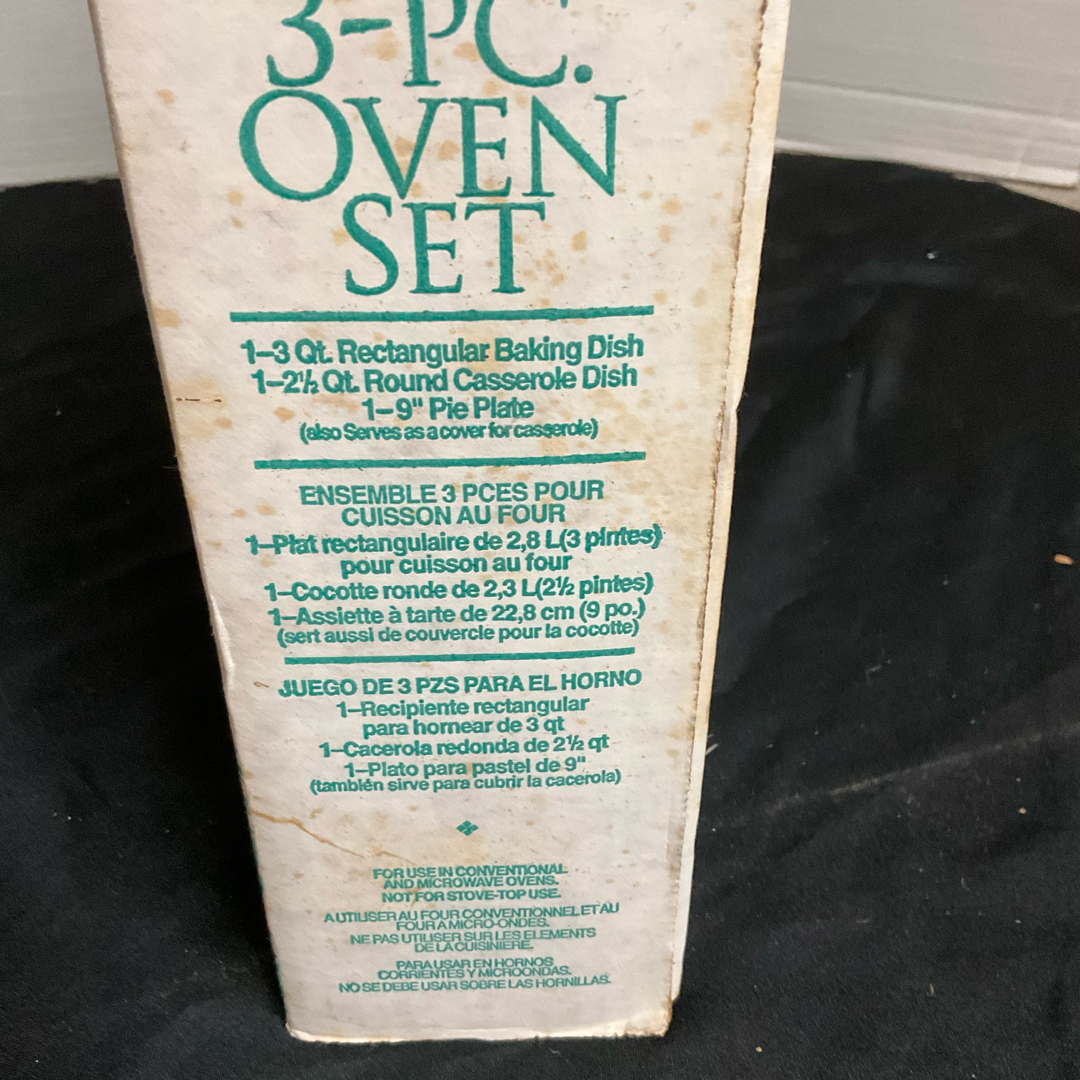 3-PC.
OVEN
SET
1-3 Qt. Rectangular Baking Dish
1-2½ Qt. Round Casserole Dish
1-9" Pie Plate
(also Serves as a cover for casserole)
ENSEMBLE 3 PCES POUR
CUISSON AU FOUR
1-Plat rectangulaire de 2,8 L(3 pintes)
pour cuisson au four
1-Cocotte ronde de 2,3 L(2½ pintes)
1-Assiette à tarte de 22,8 cm (9 po.)
(sert aussi de couvercle pour la cocotte)
JUEGO DE 3 PZS PARA EL HORNO
1-Recipiente rectangular
para hornear de 3 qt
1-Cacerola redonda de 2½ qt
1-Plato para pastel de 9"
(también sirve para cubrir la cacerola)
FOR USE IN CONVENTIONAL
AND MICROWAVE OVENS.
NOT FOR STOVE-TOP USE.
A UTILISER AU FOUR CONVENTIONNEL ET AU
FOUR A MICRO-ONDES.
NE PAS UTILISER SUR LES ELEMENTS
DE LA CUISINIERE.
PARA USAR EN HORNOS
CORRIENTES Y MICROONDAS.
NO SE DEBE USAR SOBRE LAS HORNILLAS.